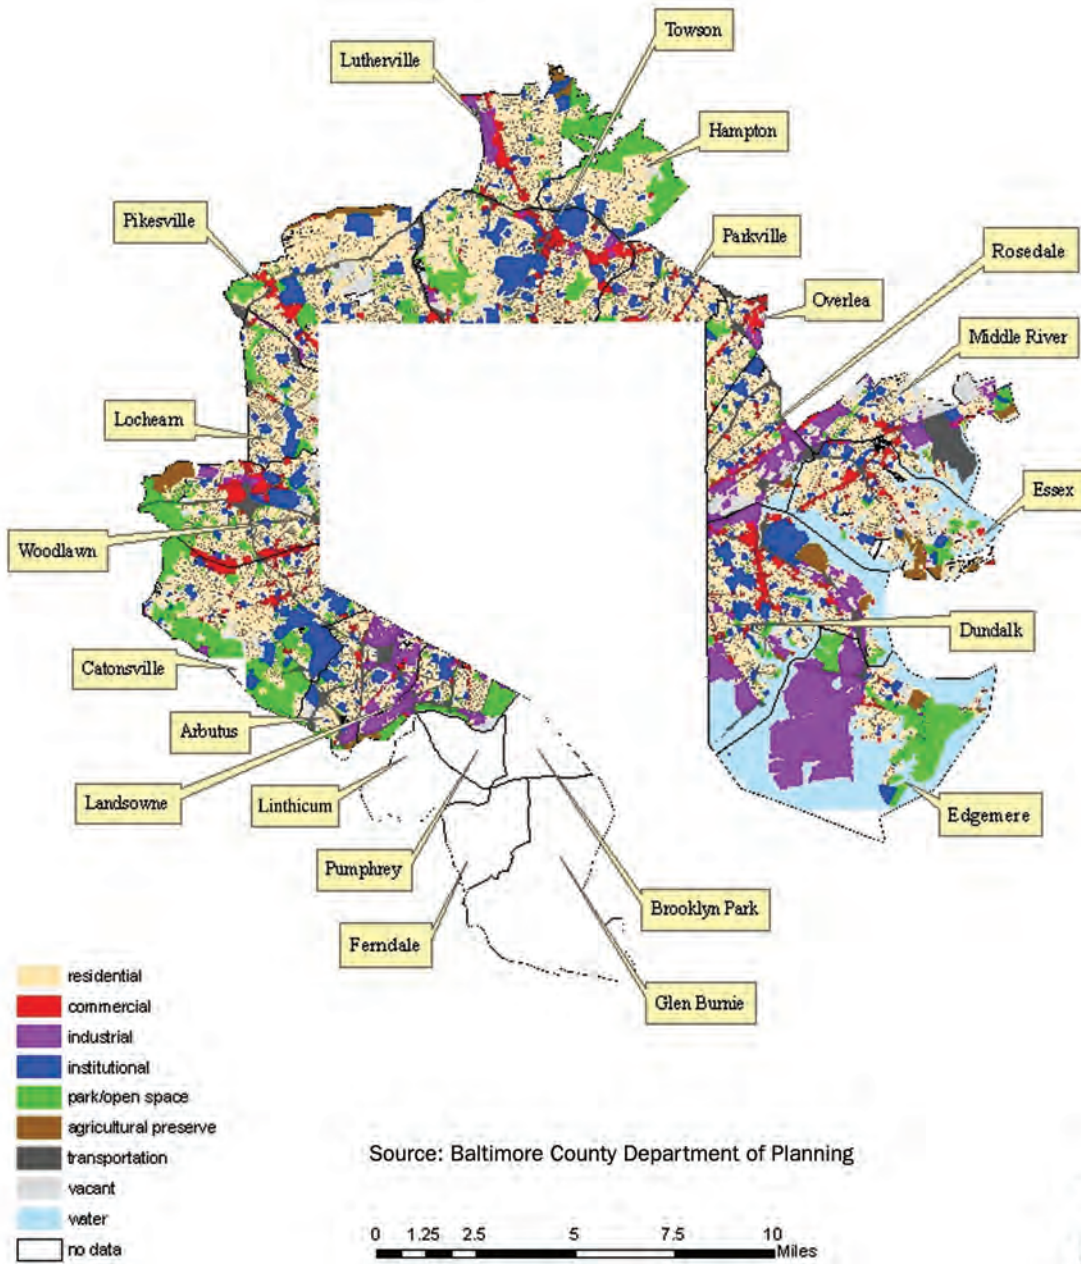 Towson
Lutherville
Hampton
Pikesville
Parkville
Rosedale
Overlea
Middle River
Lochearn
Essex
Woodlawn
Dundalk
Catonsville
Arbutus
Landsowne
Linthicum
Edgemere
Pumphrey
Brooklyn Park
Ferndale
Glen Burnie
residential
commercial
industrial
institutional
park/open space
agricultural preserve
transportation
vacant
water
no data
Source: Baltimore County Department of Planning
0 1.25 2.5 5 7.5 10
Miles